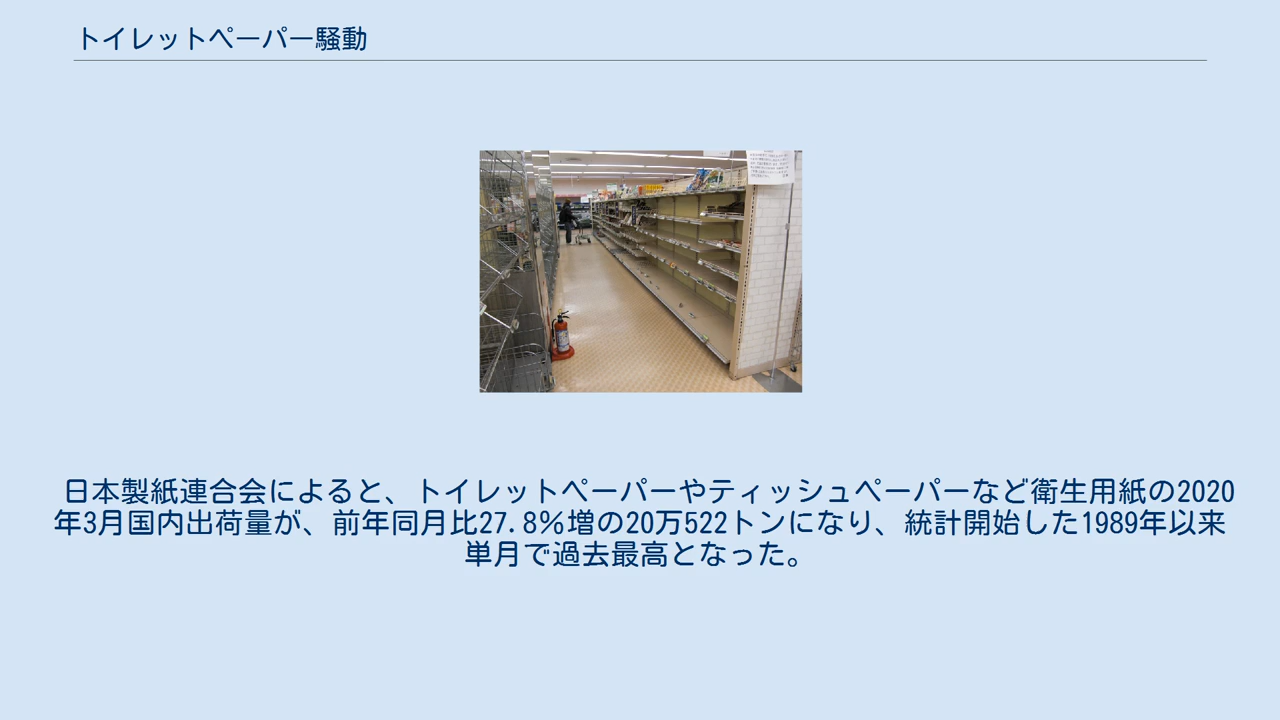 トイレットペーパー騒動
日本製紙連合会によると、トイレットペーパーやティッシュペーパーなど衛生用紙の2020
年3月国内出荷量が、前年同月比27.8％増の20万522トンになり、統計開始した1989年以来
単月で過去最高となった。